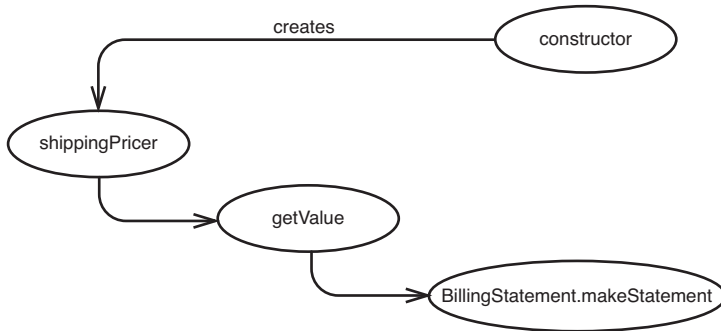 creates
constructor
shippingPricer
getValue
BillingStatement.makeStatement